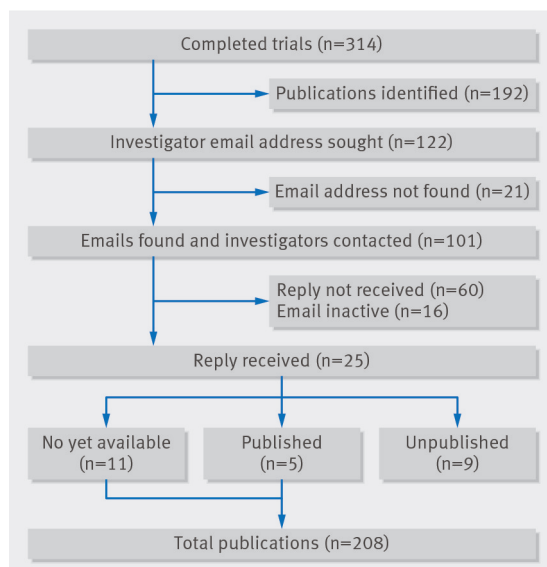 Completed trials (n=314)
Publications identified (n=192)
Investigator email address sought (n=122)
Email address not found (n=21)
Emails found and investigators contacted (n=101)
Reply not received (n=60)
Email inactive (n=16)
Reply received (n=25)
No yet available
(n=11)
Published
(n=5)
Unpublished
(n=9)
Total publications (n=208)